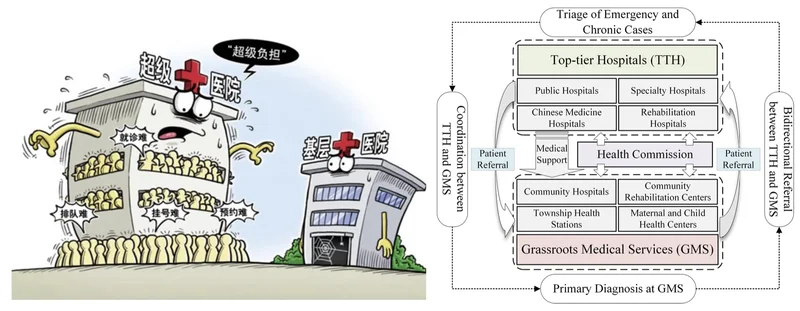 "超级负担"
超级 医院
就诊难
排队难
挂号难
预约难
基层 医院
Triage of Emergency and
Chronic Cases
Coordination between
TTH and GMS
Top-tier Hospitals (TTH)
Public Hospitals
Specialty Hospitals
Chinese Medicine
Hospitals
Rehabilitation
Hospitals
Patient
Referral
Medical
Support
Health Commission
Patient
Referral
Community Hospitals
Community
Rehabilitation Centers
Township Health
Stations
Maternal and Child
Health Centers
Grassroots Medical Services (GMS)
Bidirectional Referral
between TTH and GMS
Primary Diagnosis at GMS